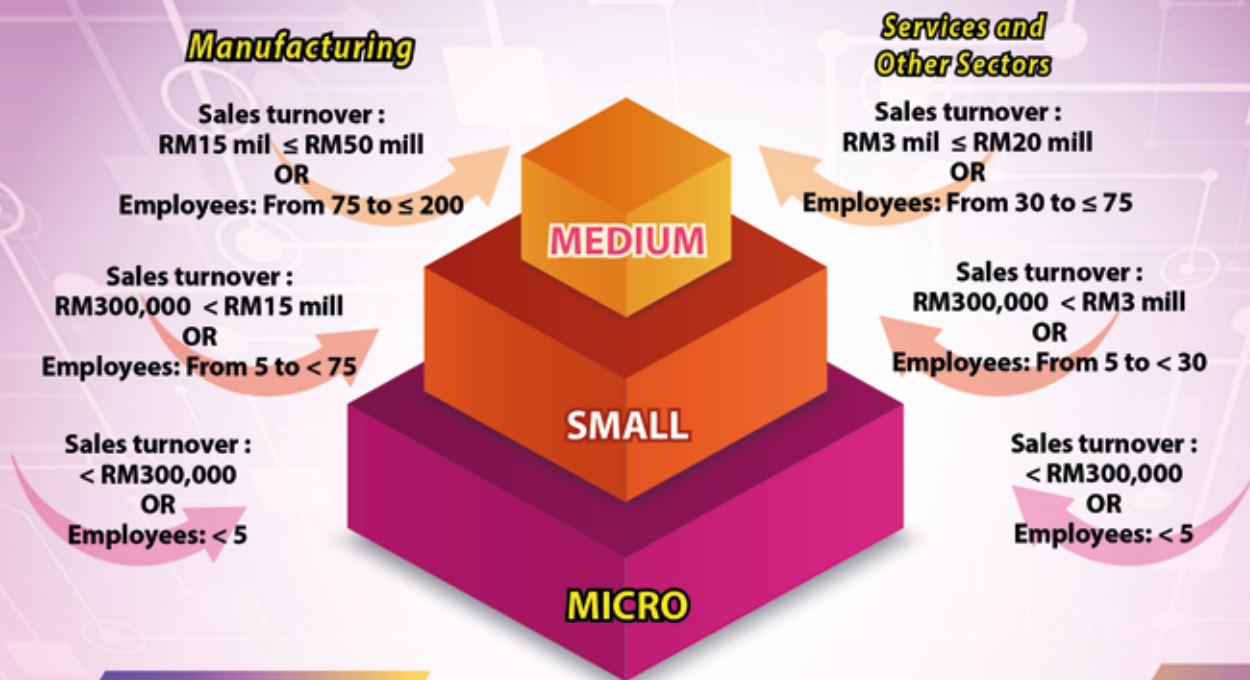 Manufacturing
Sales turnover :
RM15 mil ≤ RM50 mill
OR
Employees: From 75 to ≤ 200
Sales turnover :
RM300,000 < RM15 mill
OR
Employees: From 5 to < 75
Sales turnover :
< RM300,000
OR
Employees: < 5
MEDIUM
SMALL
MICRO
Services and
Other Sectors
Sales turnover :
RM3 mil ≤ RM20 mill
OR
Employees: From 30 to ≤ 75
Sales turnover :
RM300,000 < RM3 mill
OR
Employees: From 5 to < 30
Sales turnover :
< RM300,000
OR
Employees: < 5